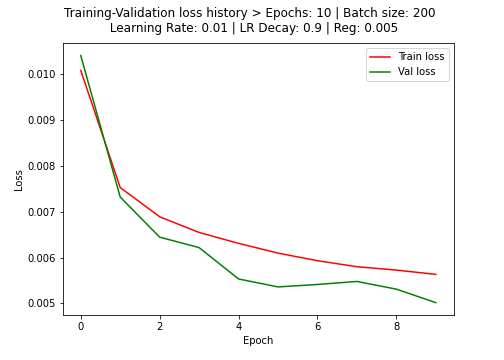 Training-Validation loss history > Epochs: 10 | Batch size: 200
Learning Rate: 0.01 | LR Decay: 0.9 | Reg: 0.005
Train loss
Val loss
0.010
0.009
0.008
0.007
0.006
0.005
Loss
0 2 4 6 8
Epoch